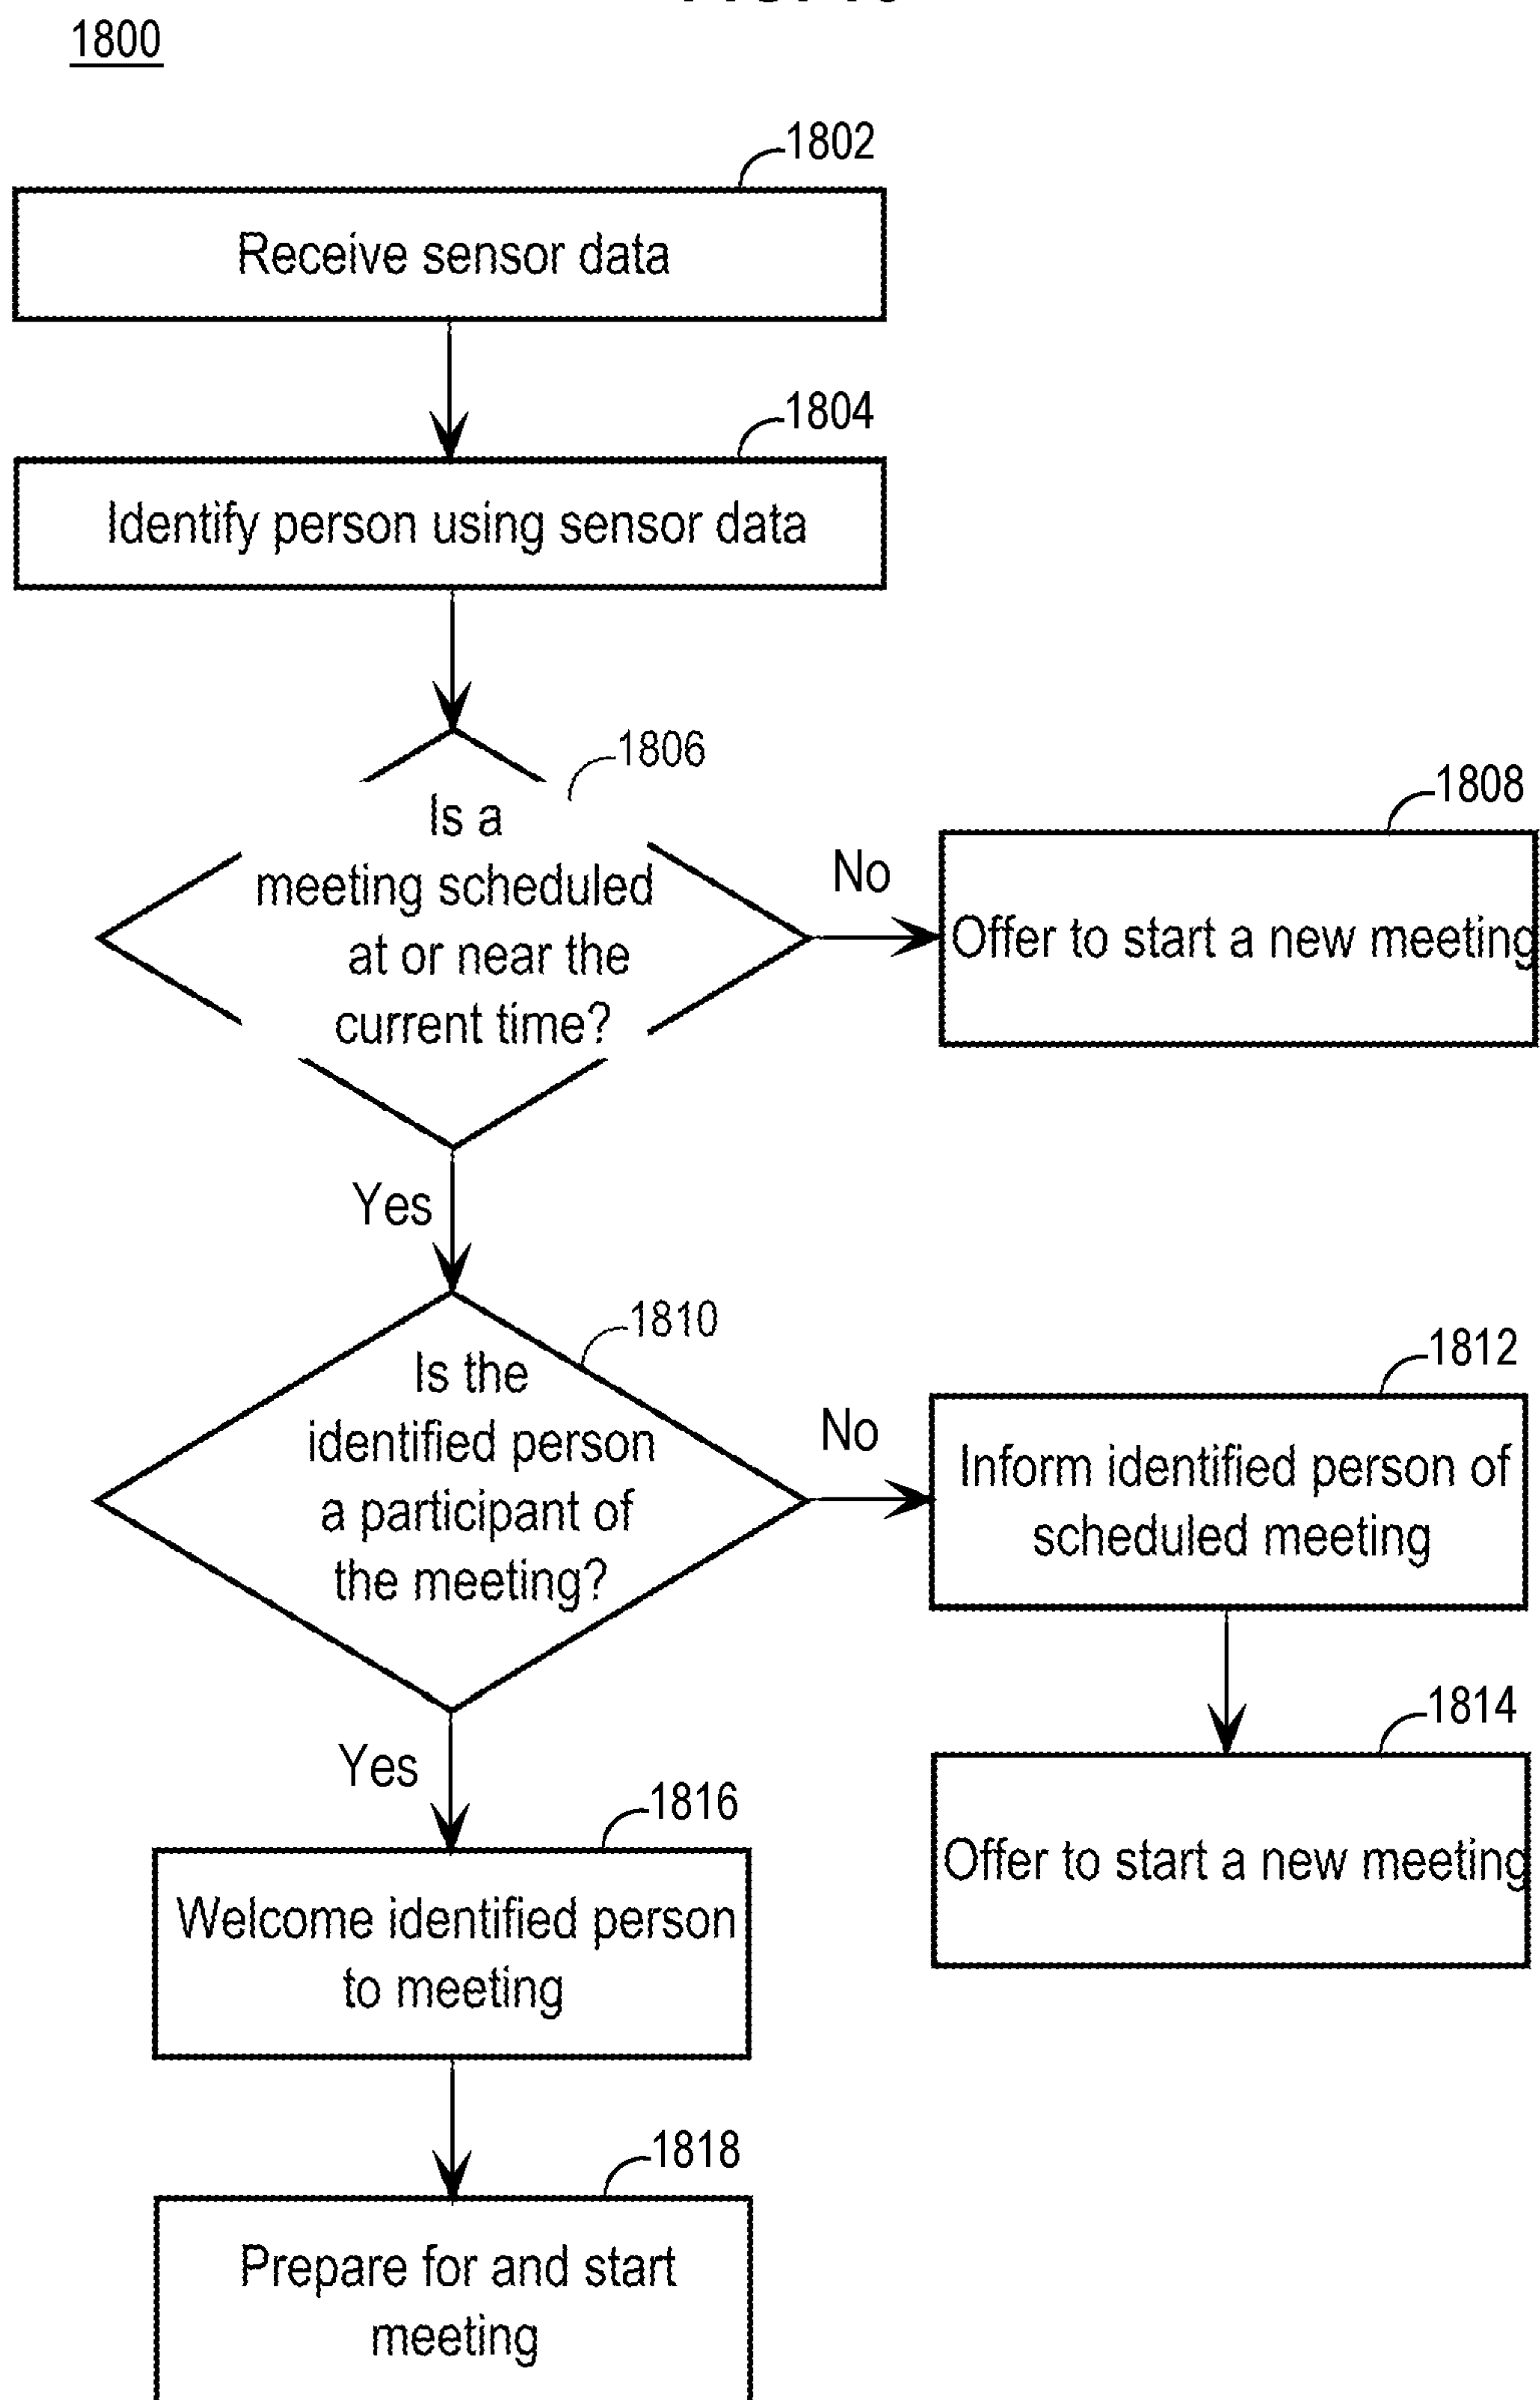 1800
1802
Receive sensor data
1804
Identify person using sensor data
1806
Is a
meeting scheduled
at or near the
current time?
No
1808
Offer to start a new meeting
Yes
1810
Is the
identified person
a participant of
the meeting?
No
1812
Inform identified person of
scheduled meeting
1814
Offer to start a new meeting
Yes
1816
Welcome identified person
to meeting
1818
Prepare for and start
meeting